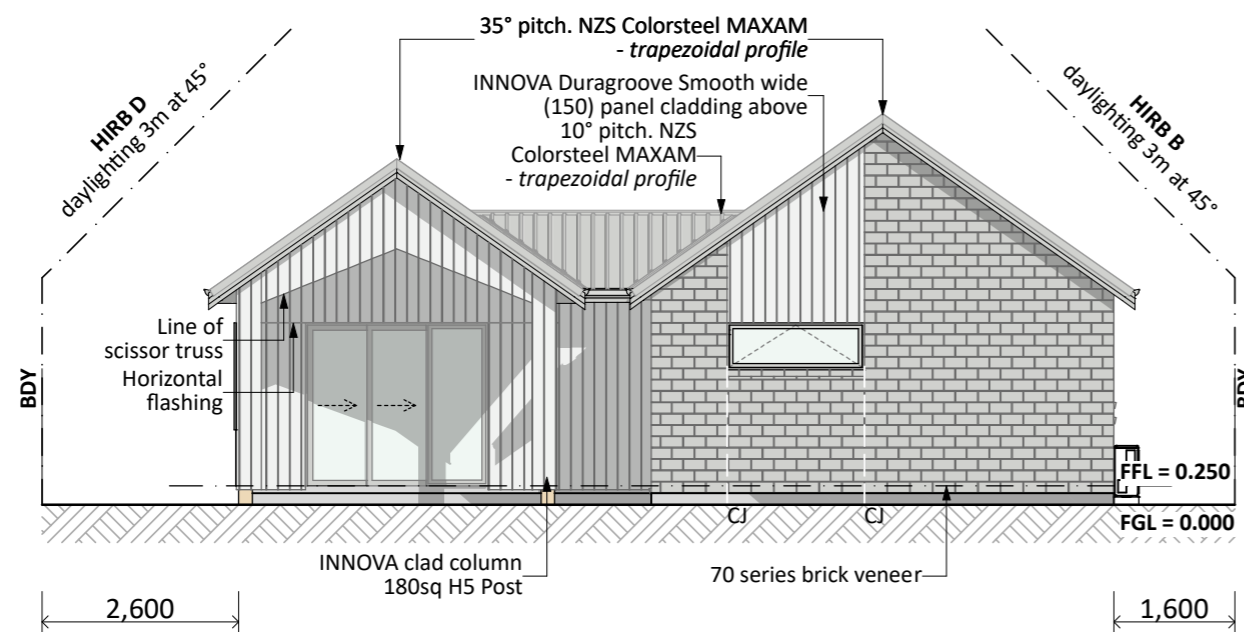 35° pitch. NZS Colorsteel MAXAM
- trapezoidal profile
INNOVA Duragroove Smooth wide
(150) panel cladding above
10° pitch. NZS
Colorsteel MAXAM
- trapezoidal profile
HIRB D
daylighting 3m at 45°
HIRB B
daylighting 3m at 45°
Line of
scissor truss
Horizontal
flashing
BDY
BDY
FFL = 0.250
FGL = 0.000
CJ
CJ
INNOVA clad column
180sq H5 Post
70 series brick veneer
2,600
1,600